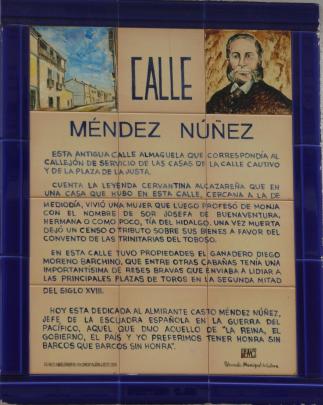 CALLE
MÉNDEZ NÚÑEZ
ESTA ANTIGUA CALLE ALMAGUELA QUE CORRESPONDÍA AL
CALLEJÓN DE SERVICIO DE LAS CASAS DE LA CALLE CAUTIVO
Y DE LA PLAZA DE LA JUSTA.
CUENTA LA LEYENDA CERVANTINA ALCAZAREÑA QUE EN
UNA CASA QUE HUBO EN ESTA CALLE, CERCANA A LA DE
MEDIODÍA, VIVIÓ UNA MUJER QUE LUEGO PROFESÓ DE MONJA
CON EL NOMBRE DE SOR JOSEFA DE BUENAVENTURA,
HERMANA O COMO POCO, TÍA DEL HIDALGO. UNA VEZ MUERTA
DEJÓ UN CENSO O TRIBUTO SOBRE SUS BIENES A FAVOR DEL
CONVENTO DE LAS TRINITARIAS DEL TOBOSO.
EN ESTA CALLE TUVO PROPIEDADES EL GANADERO DIEGO
MORENO BARCHINO, QUE ENTRE OTRAS CABAÑAS TENÍA UNA
IMPORTANTÍSIMA DE RESES BRAVAS QUE ENVIABA A LIDIAR A
LAS PRINCIPALES PLAZAS DE TOROS EN LA SEGUNDA MITAD
DEL SIGLO XVIII.
HOY ESTA DEDICADA AL ALMIRANTE CASTO MÉNDEZ NÚÑEZ,
JEFE DE LA ESCUADRA ESPAÑOLA EN LA GUERRA DEL
PACÍFICO, AQUEL QUE DIJO AQUELLO DE "LA REINA, EL
GOBIERNO, EL PAÍS Y YO PREFERIMOS TENER HONRA SIN
BARCOS QUE BARCOS SIN HONRA".
PMC
Patronato Municipal de Cultura